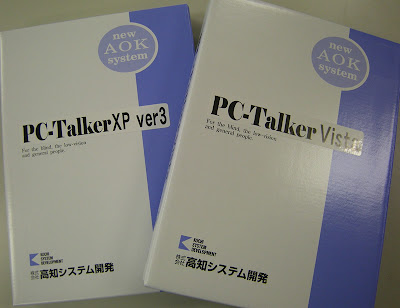 new
AOK
system
PC-TalkerXP ver3
For the blind, the low-vision
and general people.
KOCHI
SYSTEM
DEVELOPMENT
株式
会社 高知システム開発
new
AOK
system
PC-Talker Vista
For the blind, the low-vision
and general people.
KOCHI
SYSTEM
DEVELOPMENT
株式
会社 高知システム開発